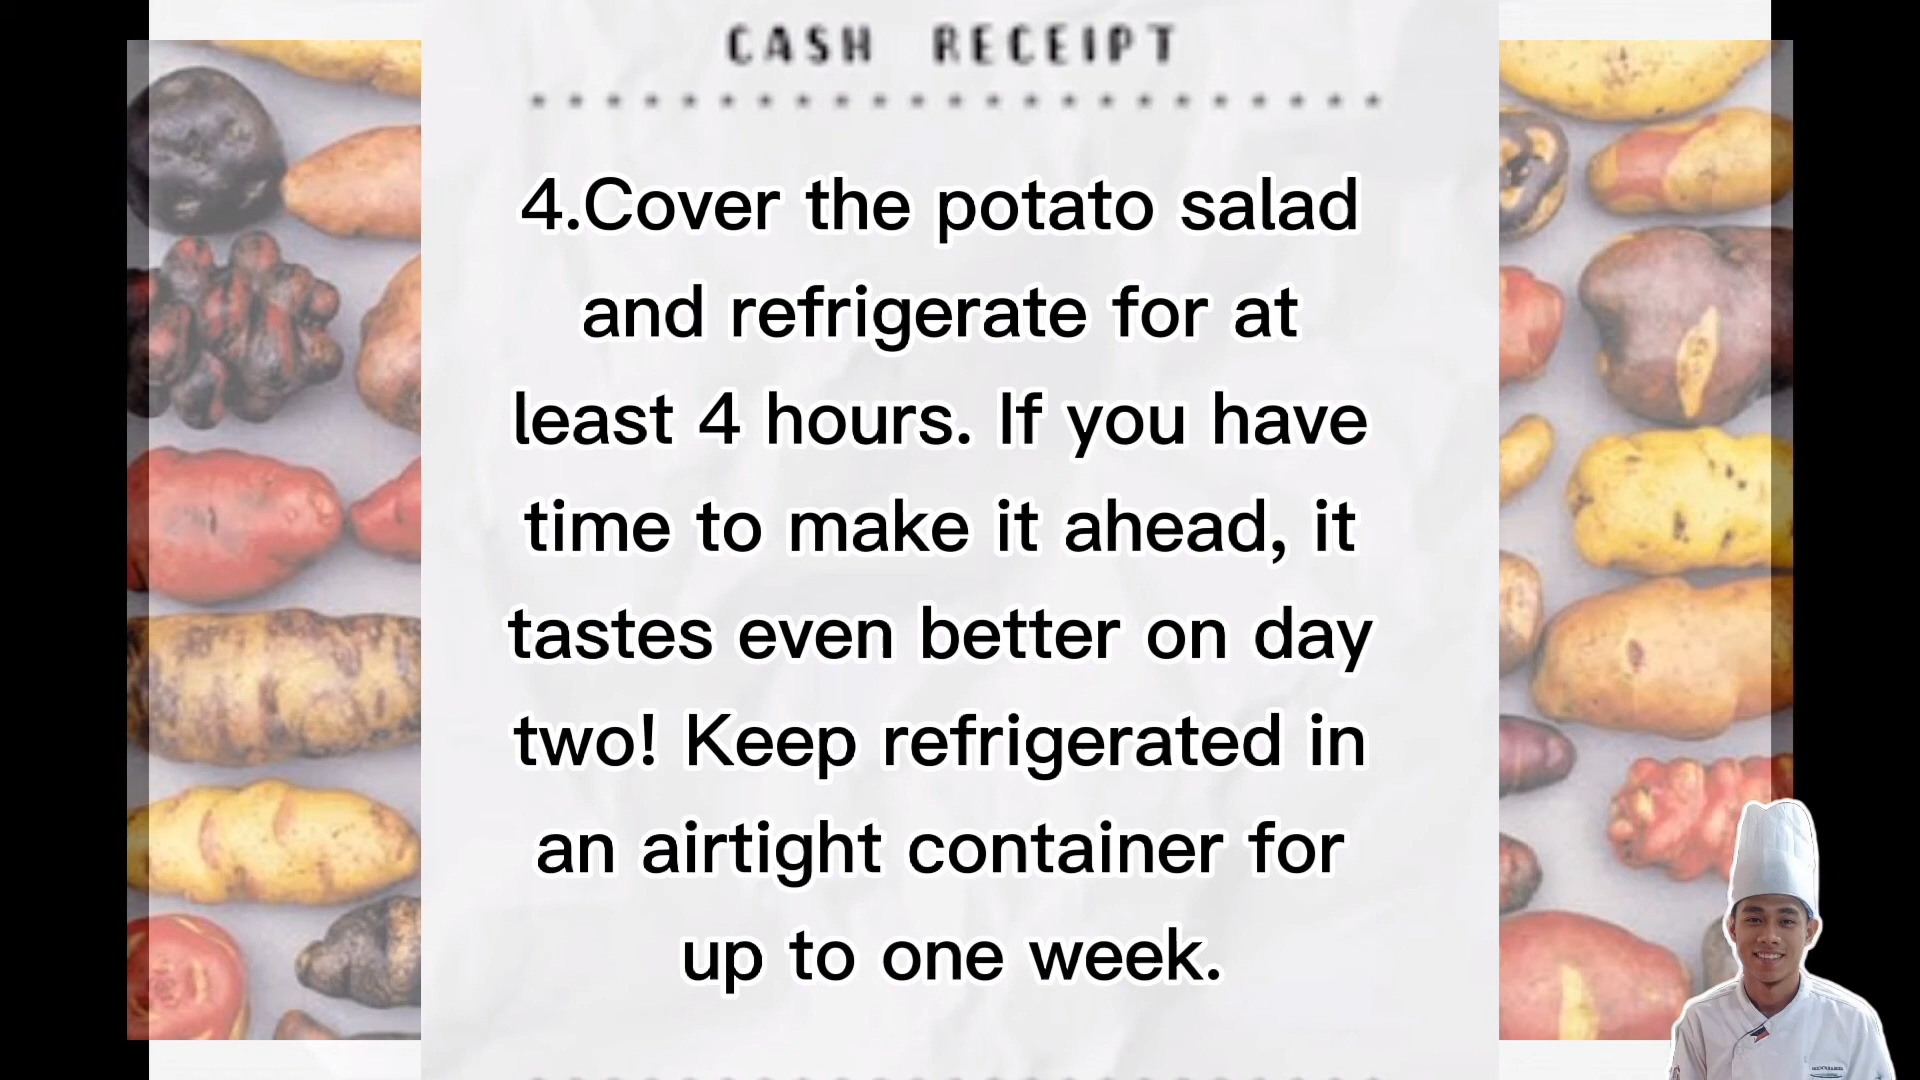 CASH RECEIPT
4.Cover the potato salad
and refrigerate for at
least 4 hours. If you have
time to make it ahead, it
tastes even better on day
two! Keep refrigerated in
an airtight container for
up to one week.